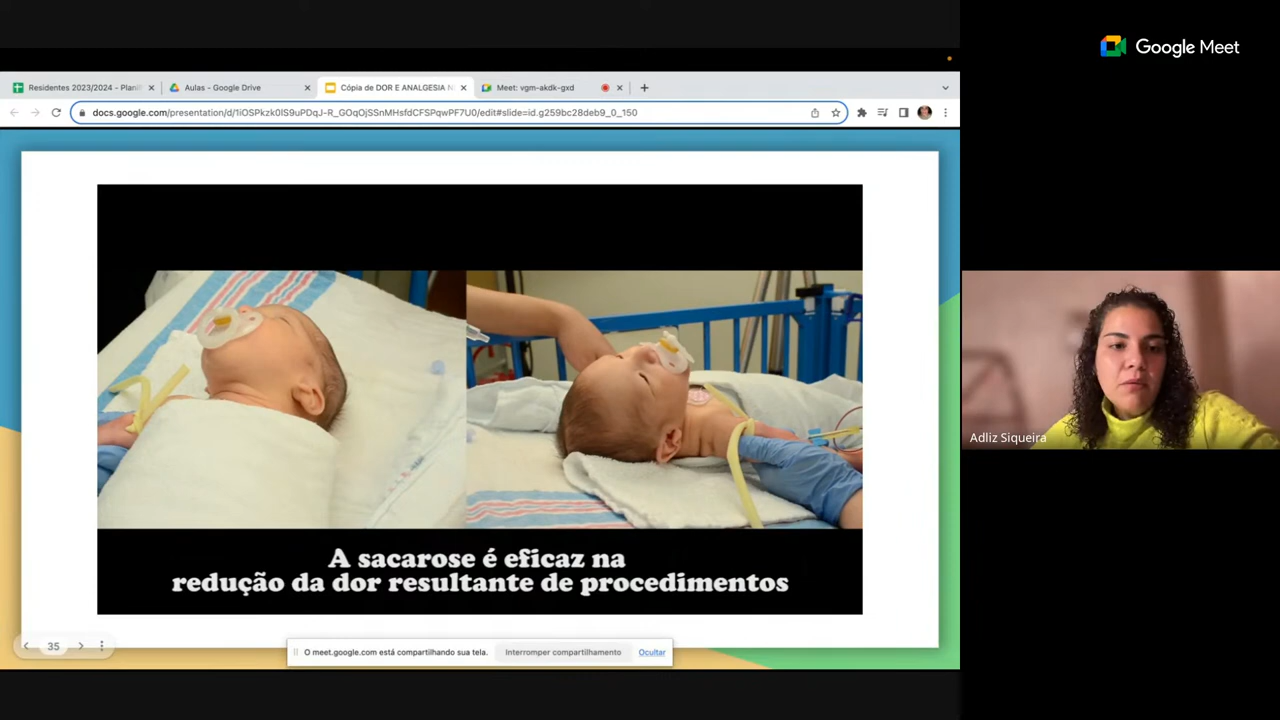 Google Meet
Residentes 2023/2024 - Planil
Aulas - Google Drive
Cópia de DOR E ANALGESIA N
Meet: vgm-akdk-gxd
docs.google.com/presentation/d/1iOSPkzk0lS9uPDqJ-R_GOqOjSSnMHsfdCFSPqwPF7U0/edit#slide=id.g259bc28deb9_0_150
Adliz Siqueira
A sacarose é eficaz na
redução da dor resultante de procedimentos
35
O meet.google.com está compartilhando sua tela.
Interromper compartilhamento
Ocultar